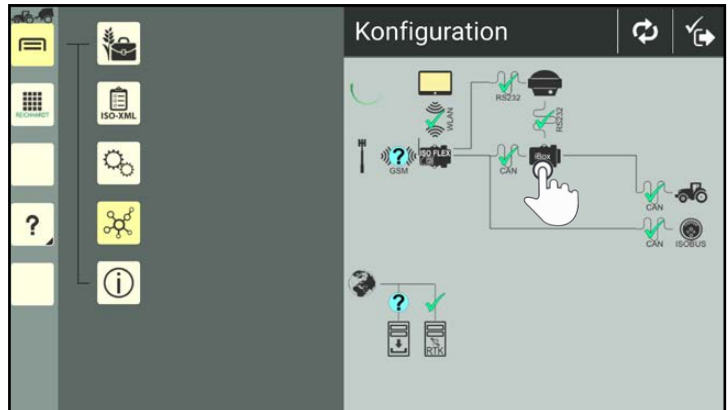 Konfiguration
REICHHARDT
ISO-XML
?
WLAN
RS232
RS232
?
GSM
ISO FLEX
CAN
iBox
CAN
CAN
ISOBUS
?
RTK